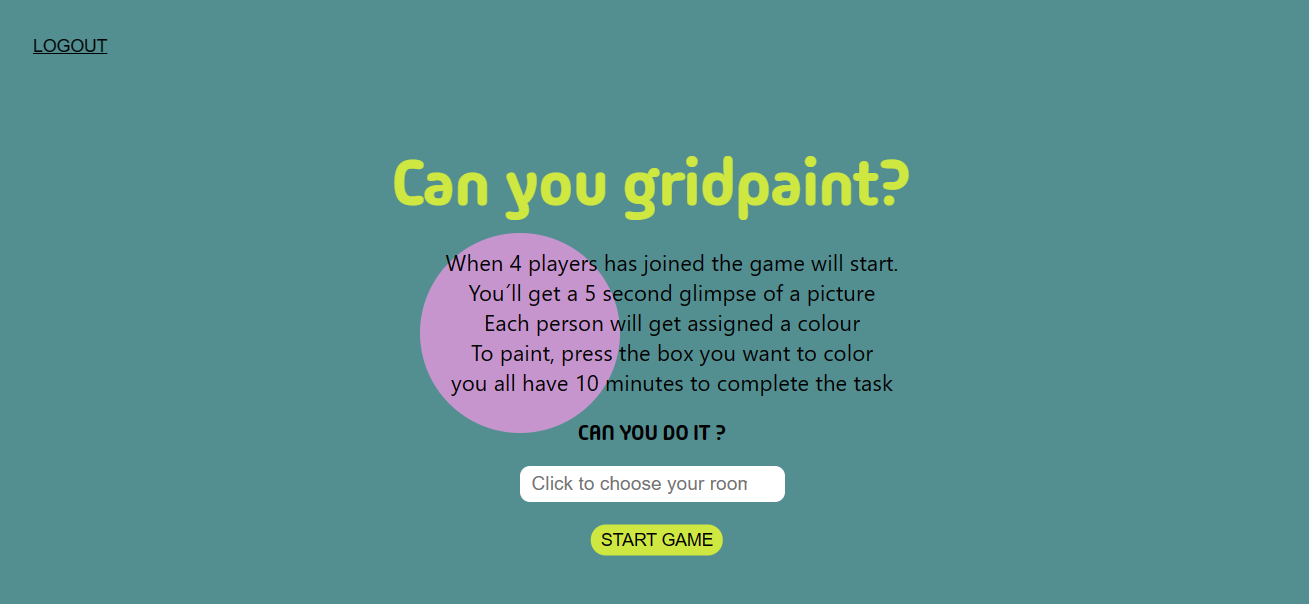 LOGOUT
Can you gridpaint?
When 4 players has joined the game will start.
You´ll get a 5 second glimpse of a picture
Each person will get assigned a colour
To paint, press the box you want to color
you all have 10 minutes to complete the task
CAN YOU DO IT ?
Click to choose your room
START GAME